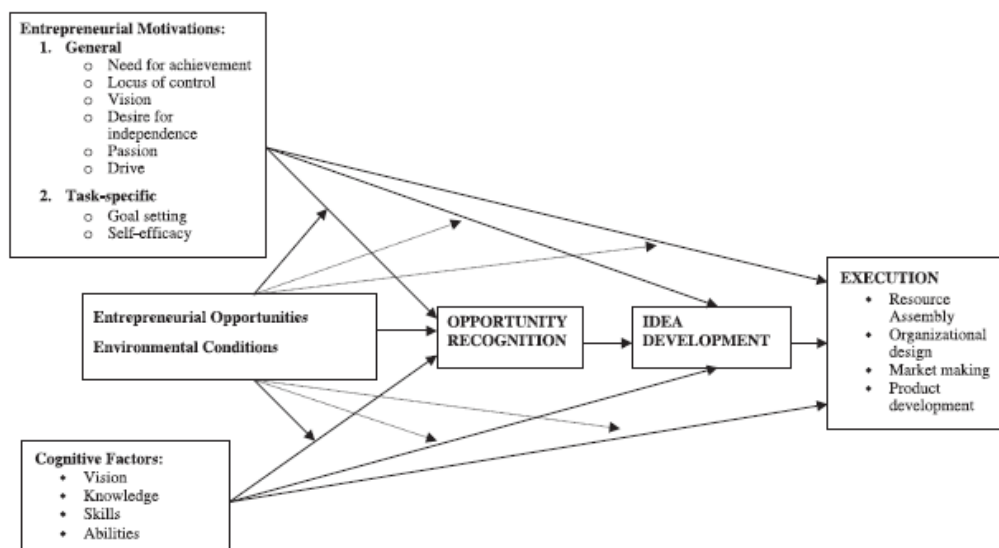 Entrepreneurial Motivations:
1. General
o Need for achievement
o Locus of control
o Vision
o Desire for
independence
o Passion
o Drive
2. Task-specific
o Goal setting
o Self-efficacy
Entrepreneurial Opportunities
Environmental Conditions
OPPORTUNITY
RECOGNITION
IDEA
DEVELOPMENT
EXECUTION
• Resource
Assembly
• Organizational
design
• Market making
• Product
development
Cognitive Factors:
• Vision
• Knowledge
• Skills
• Abilities